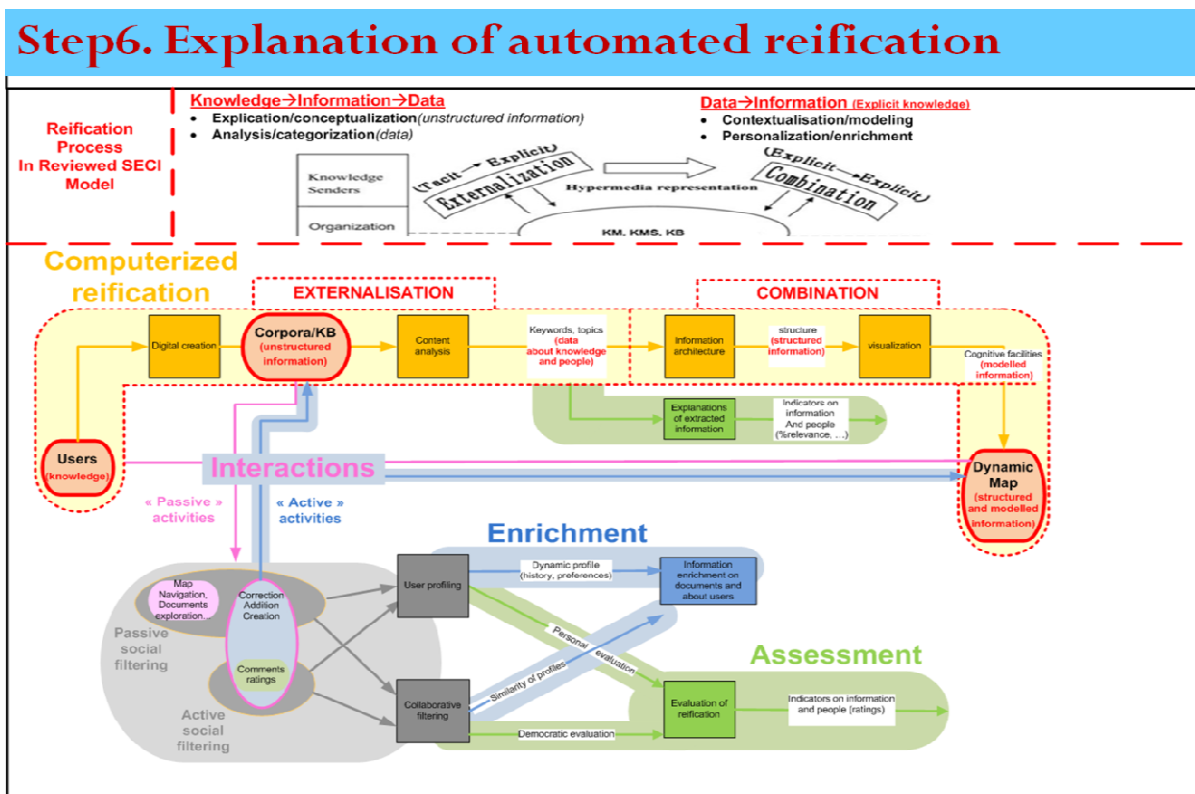 Step6. Explanation of automated reification
Reification
Process
In Reviewed SECI
Model
Knowledge→Information→Data
• Explication/conceptualization(unstructured information)
• Analysis/categorization(data)
Data→Information (Explicit knowledge)
• Contextualisation/modeling
• Personalization/enrichment
Knowledge
Senders
Organization
(Tacit→Explicit)
Externalization
Hypermedia representation
(Explicit→Explicit)
Combination
KM, KMS, KB
Computerized
reification
EXTERNALISATION
COMBINATION
Digital creation
Corpora/KB
(unstructured
information)
Content
analysis
Keywords, topics
(data
about knowledge
and people)
Information
architecture
structure
(structured
information)
visualization
Cognitive facilities
(modelled
information)
Explanations
of extracted
information
Indicators on
information
And people
(%relevance, ...)
Users
(knowledge)
Interactions
Dynamic
Map
(structured
and modelled
information)
« Passive »
activities
« Active »
activities
Enrichment
Map
Navigation,
Documents
exploration...
Correction
Addition
Creation
User profiling
Dynamic profile
(history, preferences)
Information
enrichment on
documents and
about users
Passive
social
filtering
Comments
ratings
Personal evaluation
Similarity of profiles
Assessment
Active
social
filtering
Collaborative
filtering
Democratic evaluation
Evaluation of
reification
Indicators on information
and people (ratings)